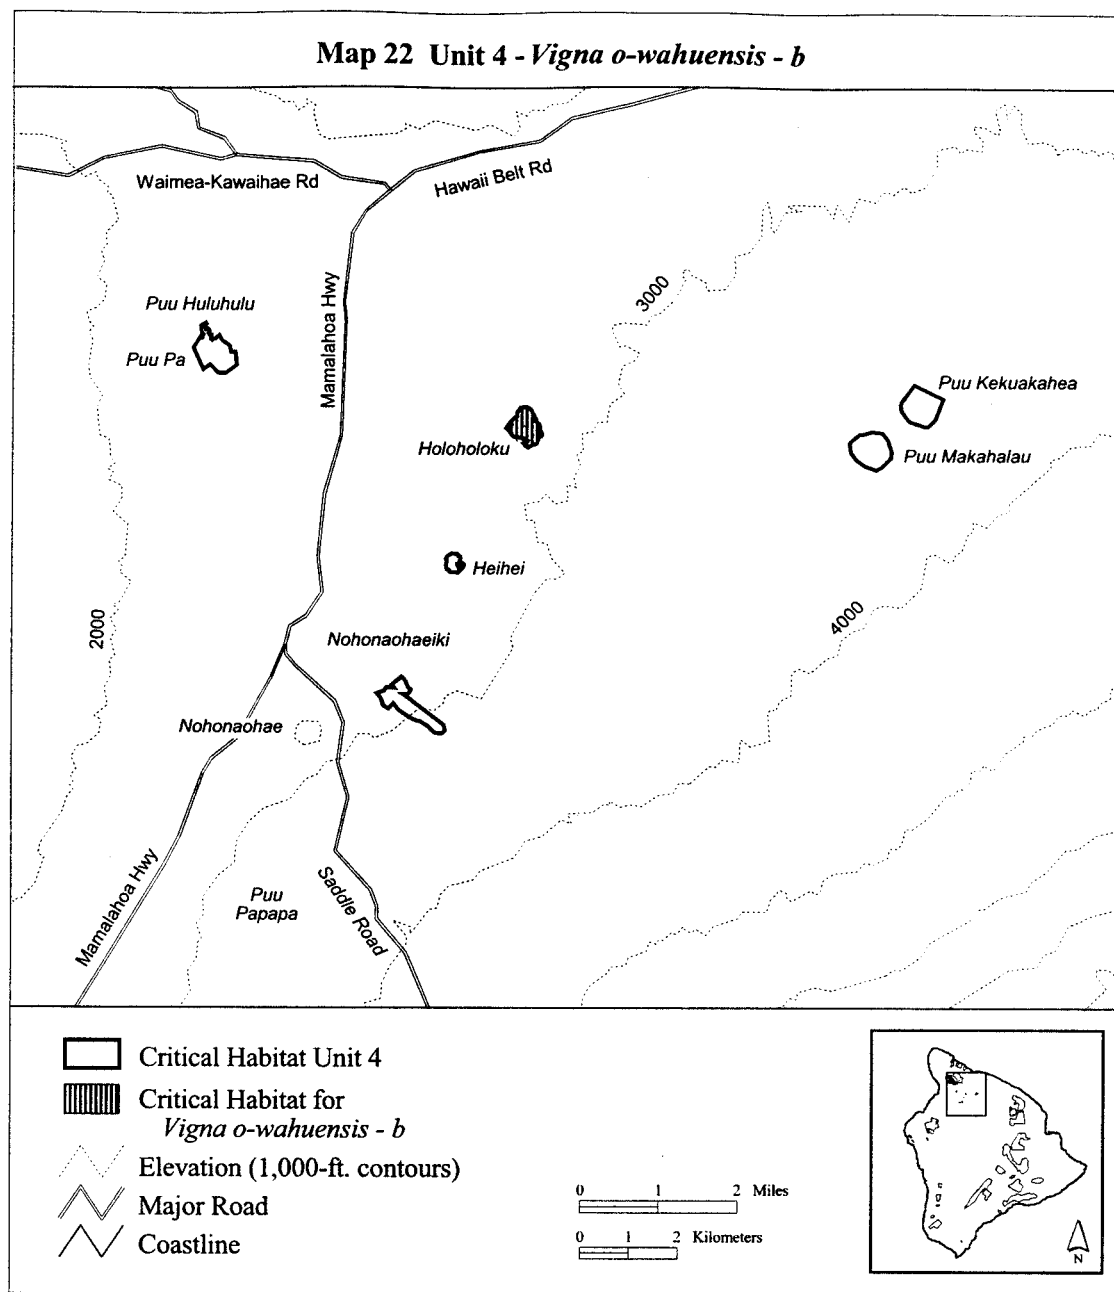 Map 22 Unit 4 - Vigna o-wahuensis - b
Waimea-Kawaihae Rd
Hawaii Belt Rd
Mamalahoa Hwy
3000
Puu Huluhulu
Puu Pa
Puu Kekuakahea
Holoholoku
Puu Makahalau
Heihei
2000
4000
Nohonaohaeiki
Nohonaohae
Mamalahoa Hwy
Puu
Papapa
Saddle Road
Critical Habitat Unit 4
Critical Habitat for
Vigna o-wahuensis - b
Elevation (1,000-ft. contours)
Major Road
Coastline
0 1 2 Miles
0 1 2 Kilometers
N